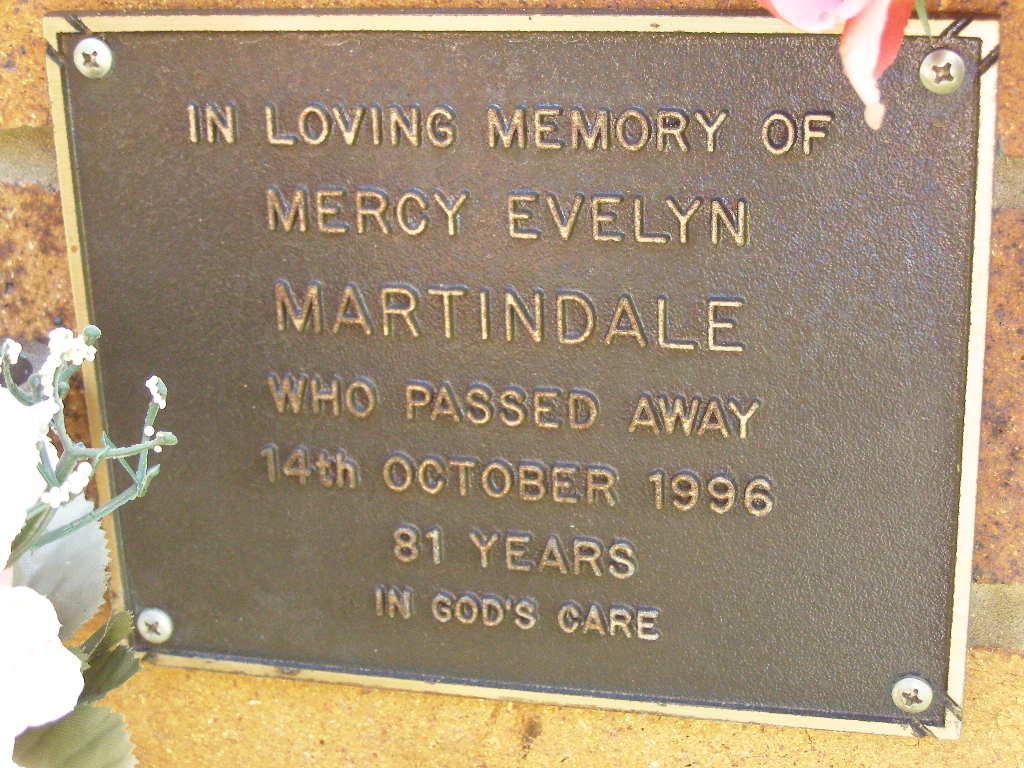 IN LOVING MEMORY OF
MERCY EVELYN
MARTINDALE
WHO PASSED AWAY
14th OCTOBER 1996
81 YEARS
IN GOD'S CARE